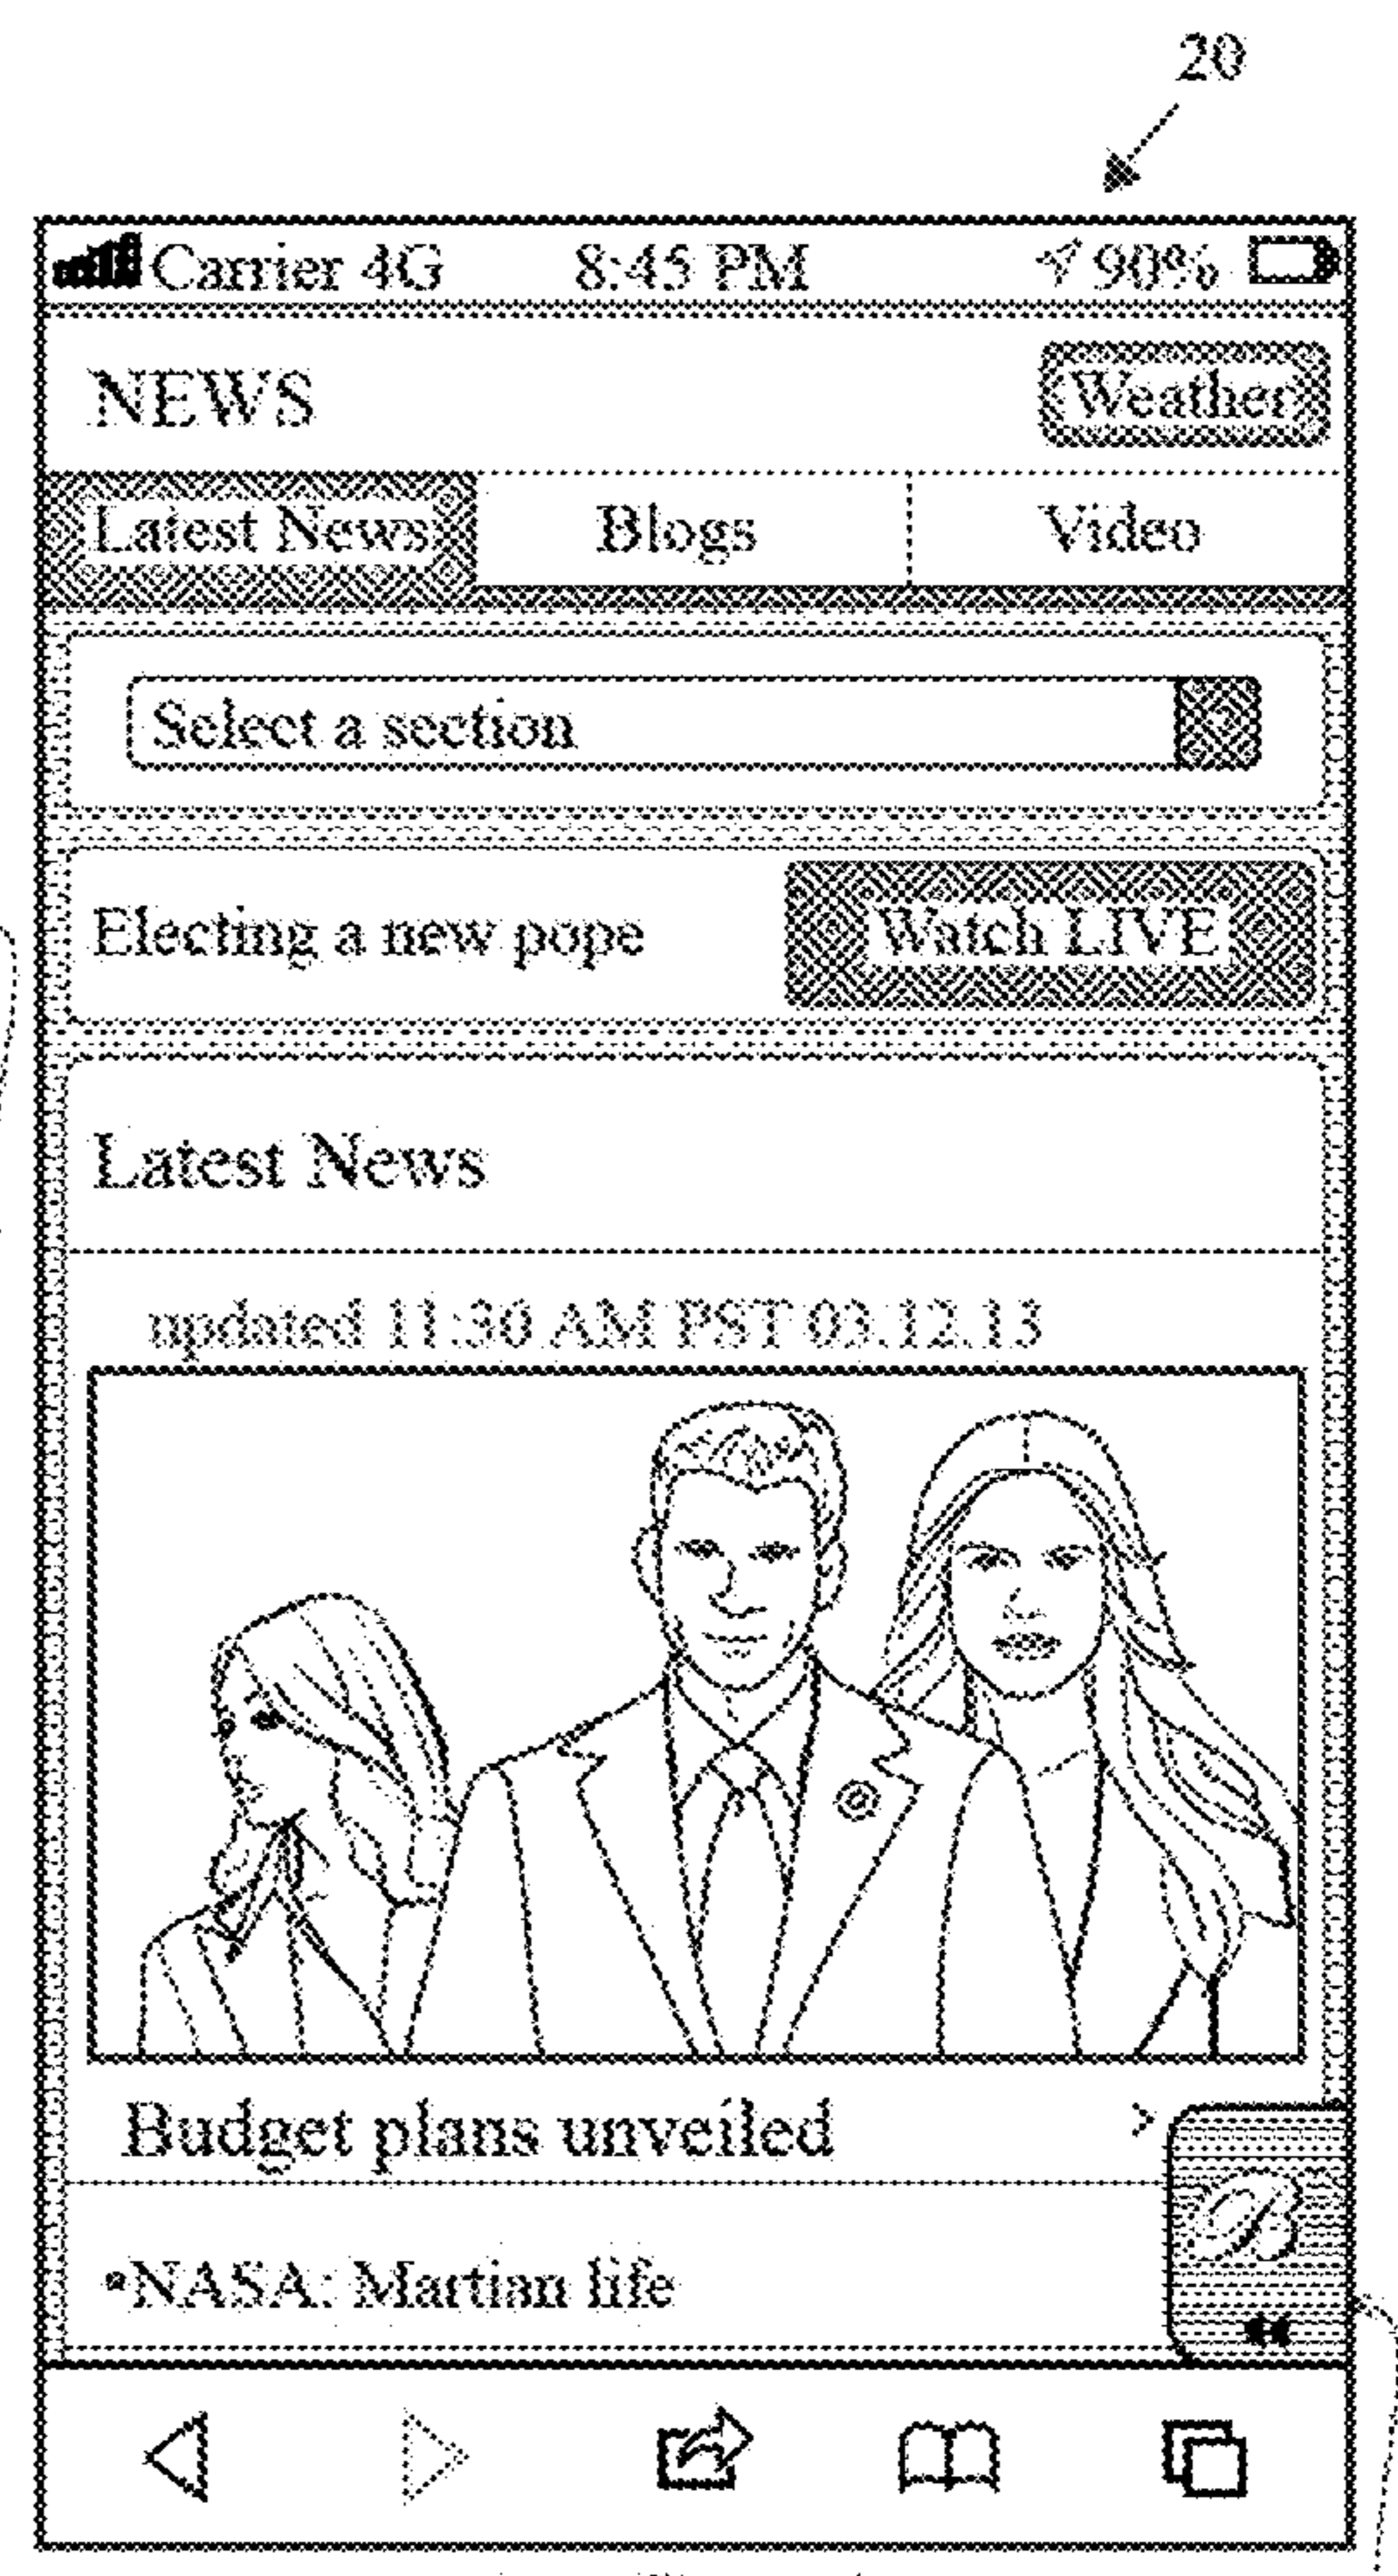 20
Carrier 4G 8:45 PM 90%
NEWS Weather
Latest News Blogs Video
Select a section
Electing a new pope Watch LIVE
Latest News
updated 11:30 AM PST 03.12.13
Budget plans unveiled >
•NASA: Martian life
B